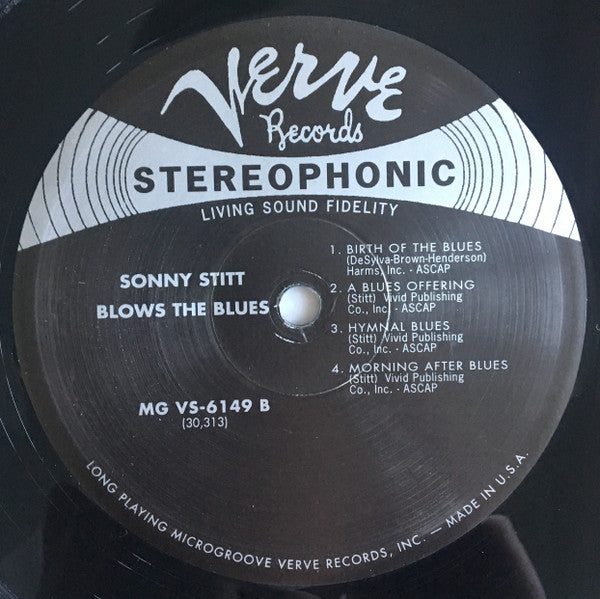 Verve
Records
STEREOPHONIC
LIVING SOUND FIDELITY
SONNY STITT
BLOWS THE BLUES
1. BIRTH OF THE BLUES
(DeSylva-Brown-Henderson)
Harms, Inc. - ASCAP
2. A BLUES OFFERING
(Stitt) Vivid Publishing
Co., Inc. - ASCAP
3. HYMNAL BLUES
(Stitt) Vivid Publishing
Co., Inc. - ASCAP
4. MORNING AFTER BLUES
(Stitt) Vivid Publishing
Co., Inc. - ASCAP
MG VS-6149 B
(30,313)
LONG PLAYING MICROGROOVE VERVE RECORDS, INC. — MADE IN U.S.A.